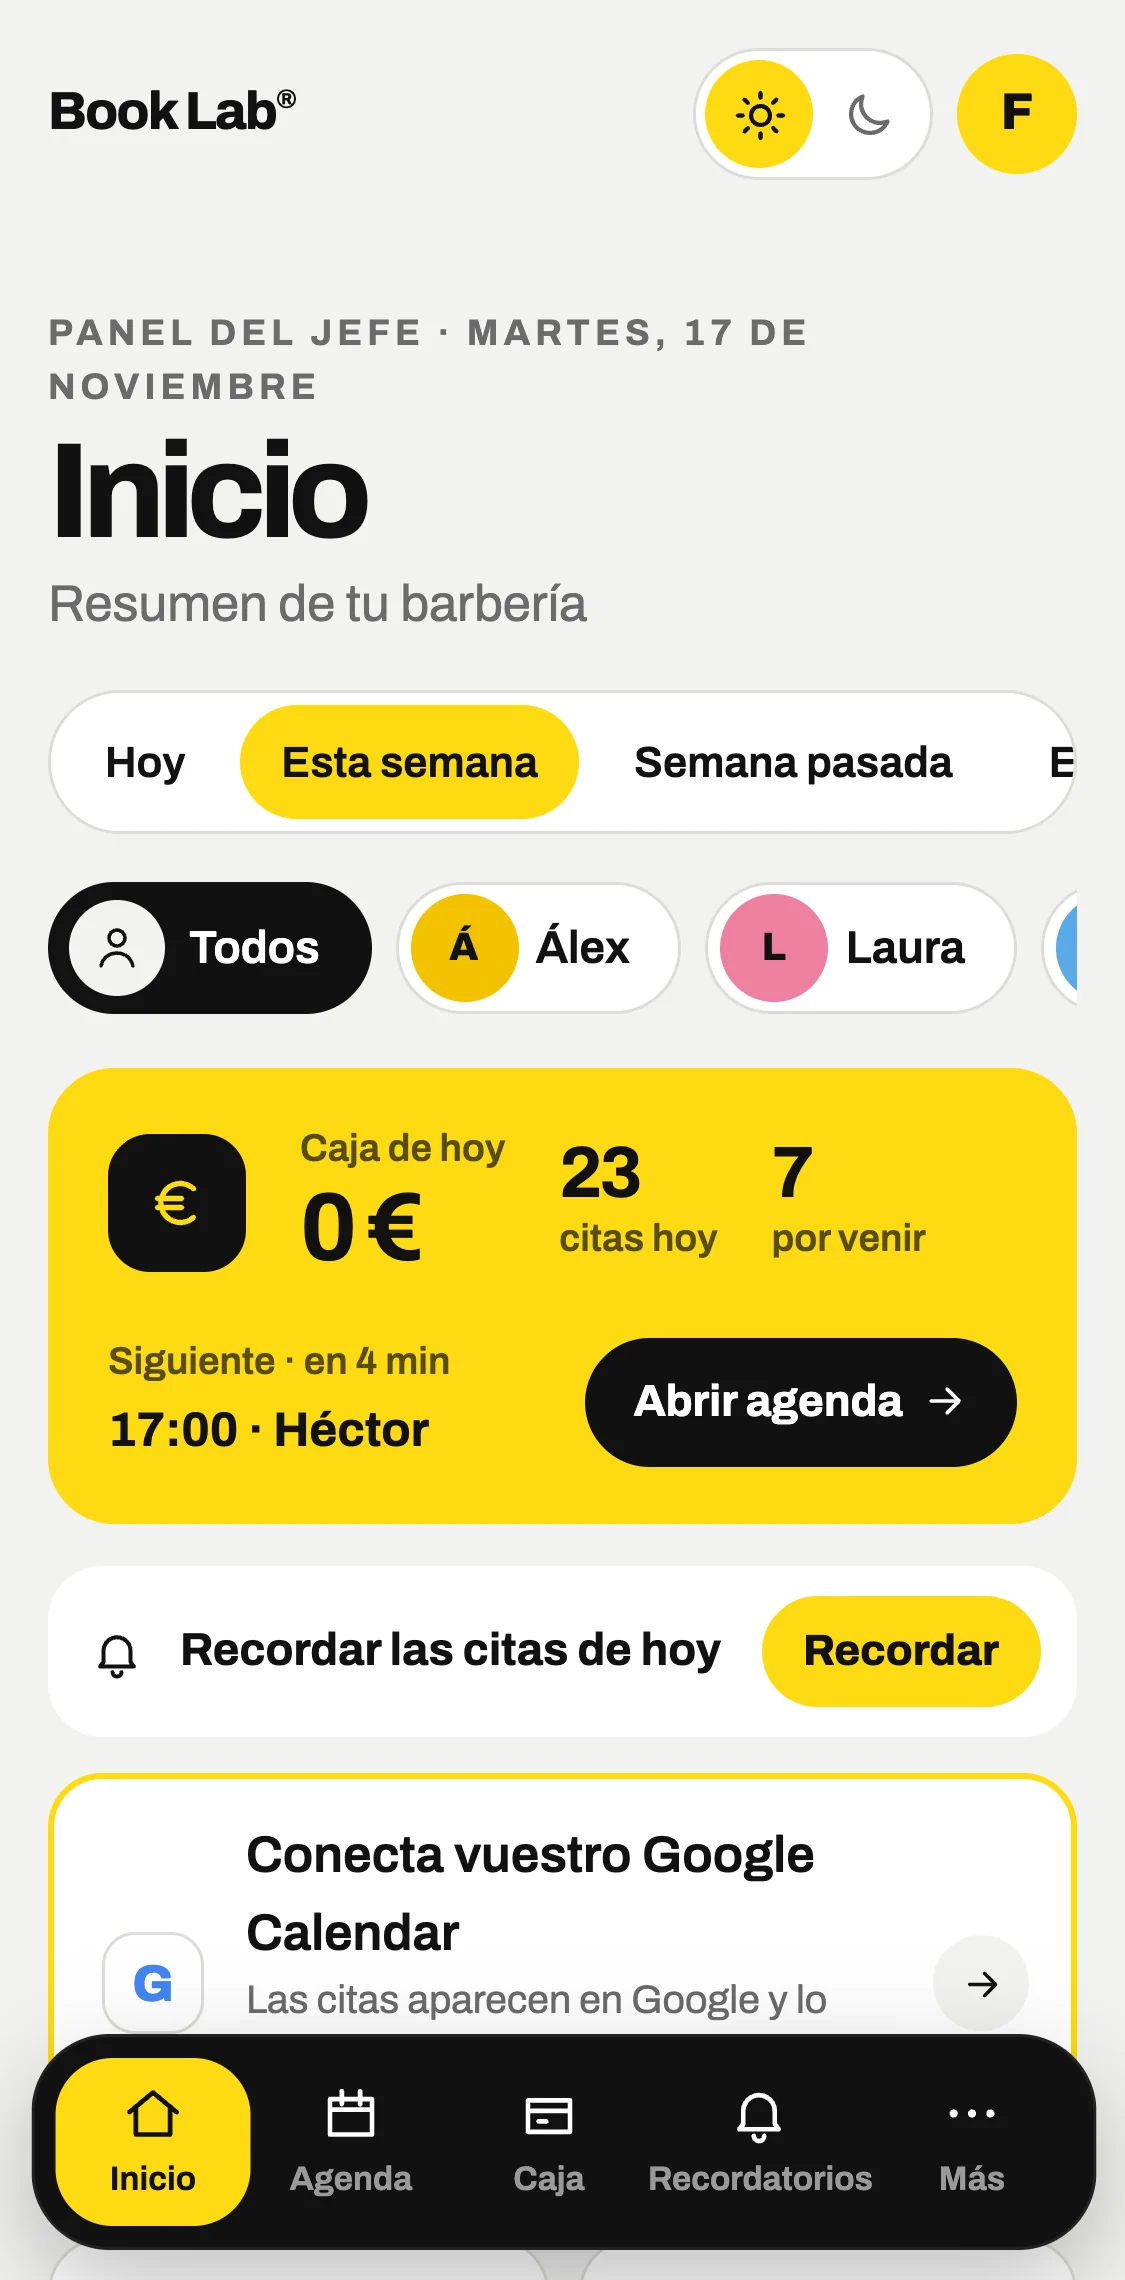 Book Lab®
F
PANEL DEL JEFE · MARTES, 17 DE
NOVIEMBRE
Inicio
Resumen de tu barbería
Hoy
Esta semana
Semana pasada
E
Todos
Á
Álex
L
Laura
€
Caja de hoy
0 €
23
citas hoy
7
por venir
Siguiente · en 4 min
17:00 · Héctor
Abrir agenda →
Recordar las citas de hoy
Recordar
Conecta vuestro Google
Calendar
G
Las citas aparecen en Google y lo
Inicio
Agenda
Caja
Recordatorios
Más